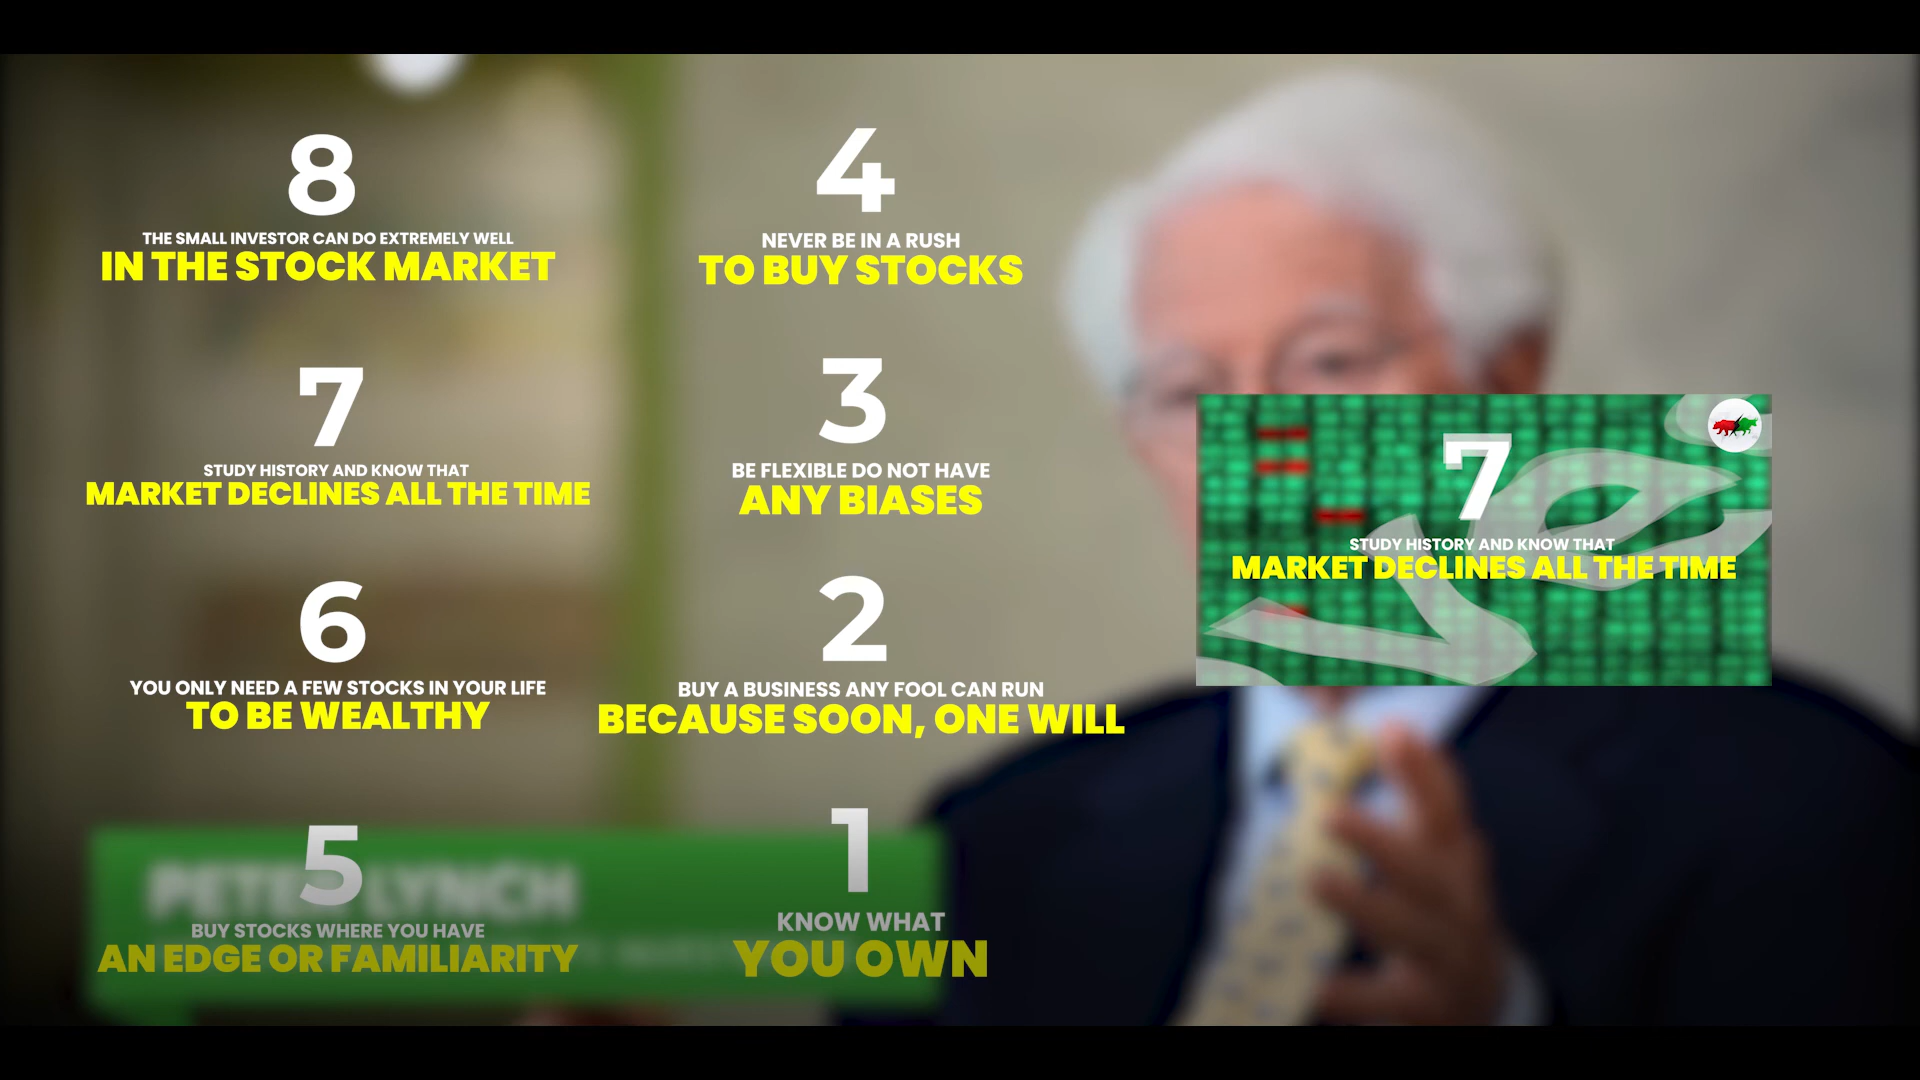 8
THE SMALL INVESTOR CAN DO EXTREMELY WELL
IN THE STOCK MARKET
7
STUDY HISTORY AND KNOW THAT
MARKET DECLINES ALL THE TIME
6
YOU ONLY NEED A FEW STOCKS IN YOUR LIFE
TO BE WEALTHY
5
PETER LYNCH
BUY STOCKS WHERE YOU HAVE
AN EDGE OR FAMILIARITY
4
NEVER BE IN A RUSH
TO BUY STOCKS
3
BE FLEXIBLE DO NOT HAVE
ANY BIASES
2
BUY A BUSINESS ANY FOOL CAN RUN
BECAUSE SOON, ONE WILL
1
KNOW WHAT
YOU OWN
7
STUDY HISTORY AND KNOW THAT
MARKET DECLINES ALL THE TIME